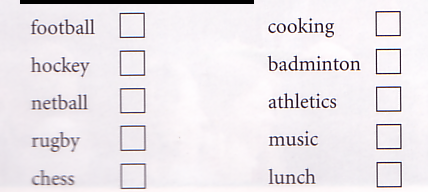 football
hockey
netball
rugby
chess
cooking
badminton
athletics
music
lunch